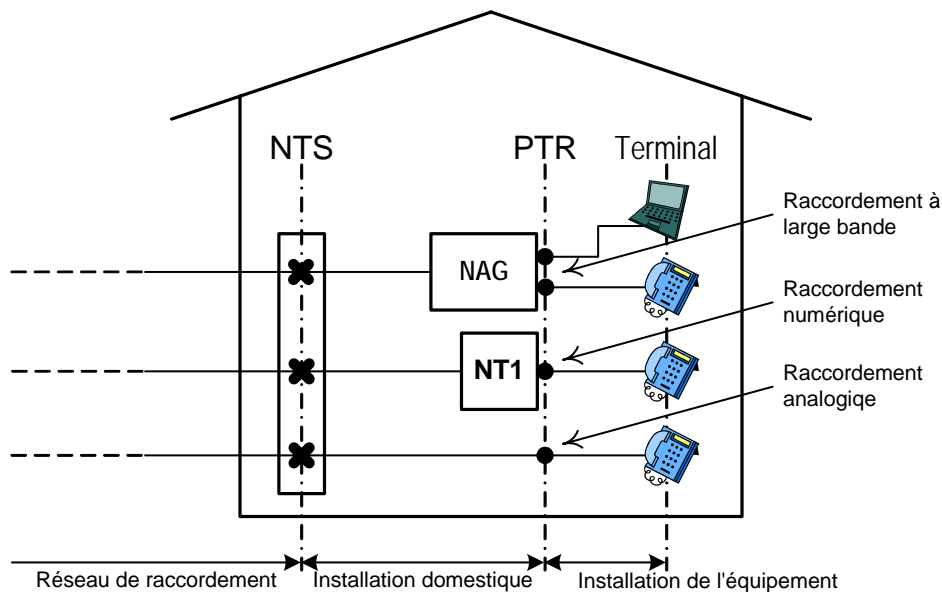 NTS
PTR
Terminal
Raccordement à
large bande
NAG
Raccordement
numérique
NT1
Raccordement
analogiqe
Réseau de raccordement
Installation domestique
Installation de l'équipement